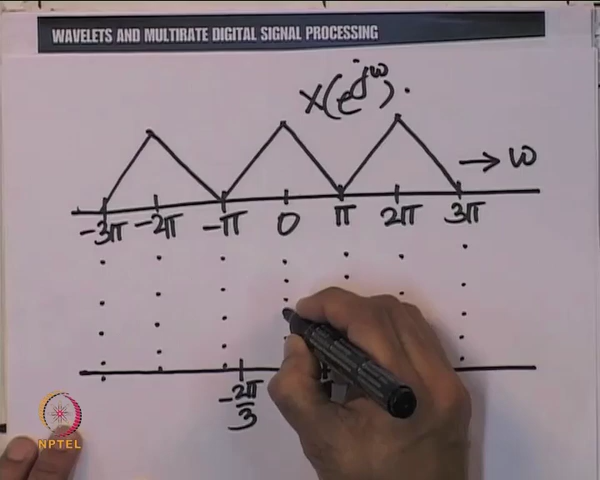 WAVELETS AND MULTIRATE DIGITAL SIGNAL PROCESSING
X(e^{jω}).
→ ω
-3π -2π -π 0 π 2π 3π
-2π/3
NPTEL